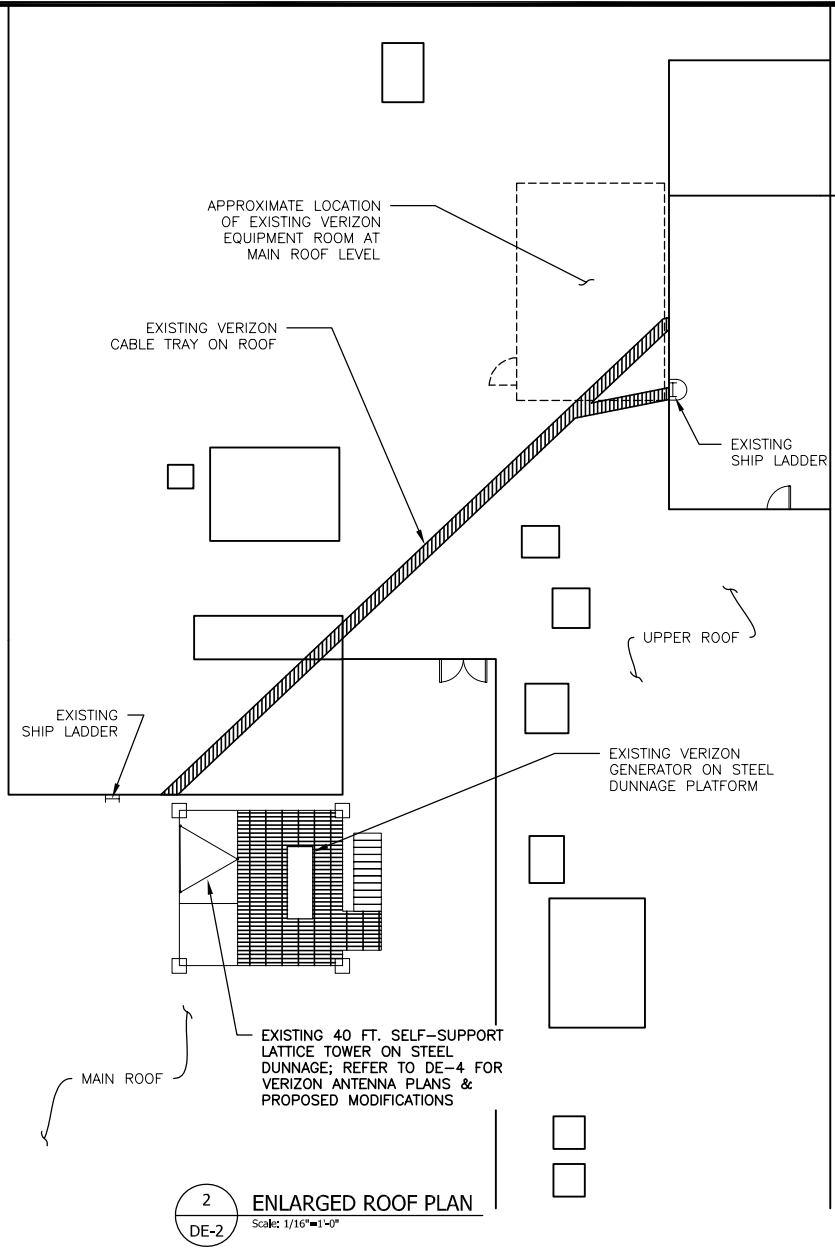 APPROXIMATE LOCATION
OF EXISTING VERIZON
EQUIPMENT ROOM AT
MAIN ROOF LEVEL
EXISTING VERIZON
CABLE TRAY ON ROOF
EXISTING
SHIP LADDER
UPPER ROOF
EXISTING
SHIP LADDER
EXISTING VERIZON
GENERATOR ON STEEL
DUNNAGE PLATFORM
EXISTING 40 FT. SELF-SUPPORT
LATTICE TOWER ON STEEL
DUNNAGE; REFER TO DE-4 FOR
VERIZON ANTENNA PLANS &
PROPOSED MODIFICATIONS
MAIN ROOF
2
DE-2
ENLARGED ROOF PLAN
Scale: 1/16"=1'-0"